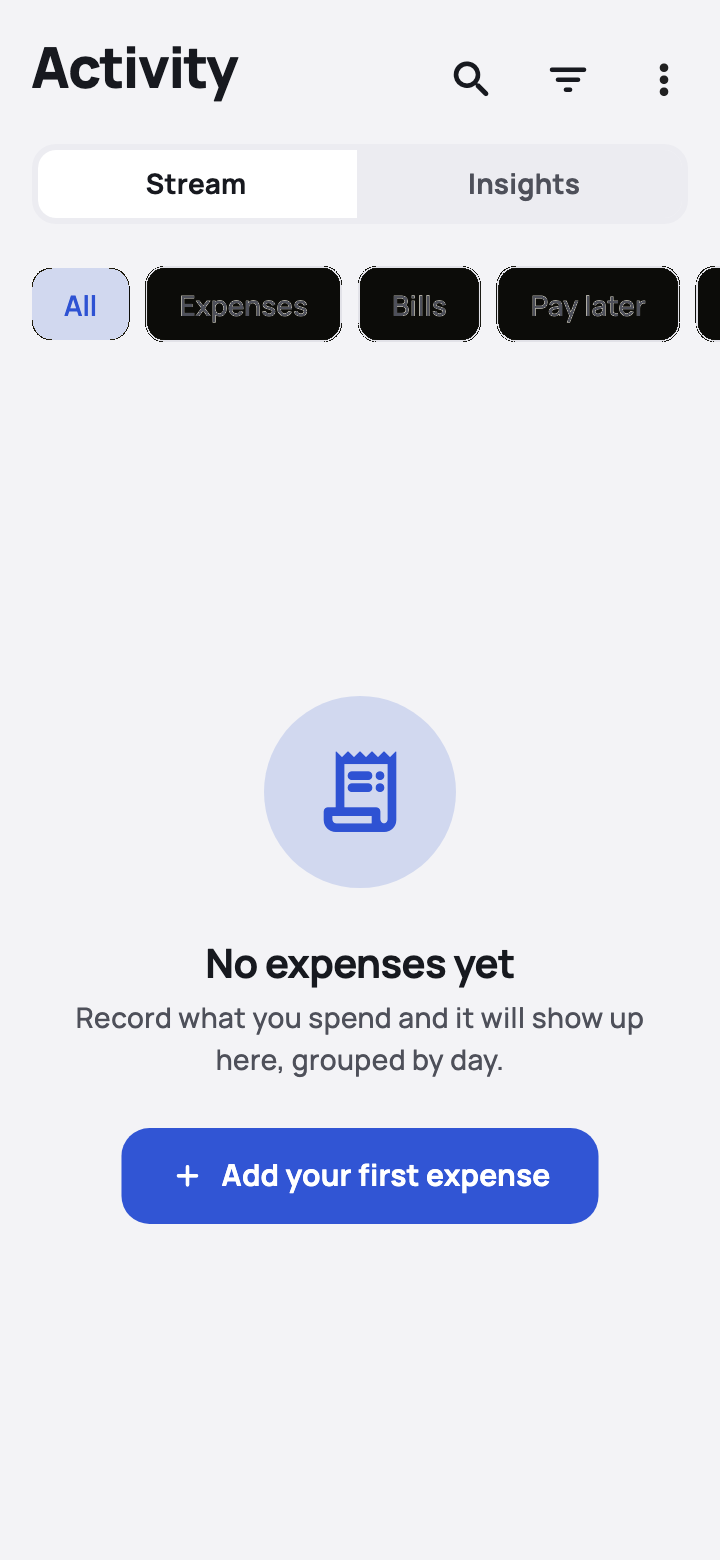 Activity
Stream Insights
All Expenses Bills Pay later
No expenses yet
Record what you spend and it will show up
here, grouped by day.
+ Add your first expense